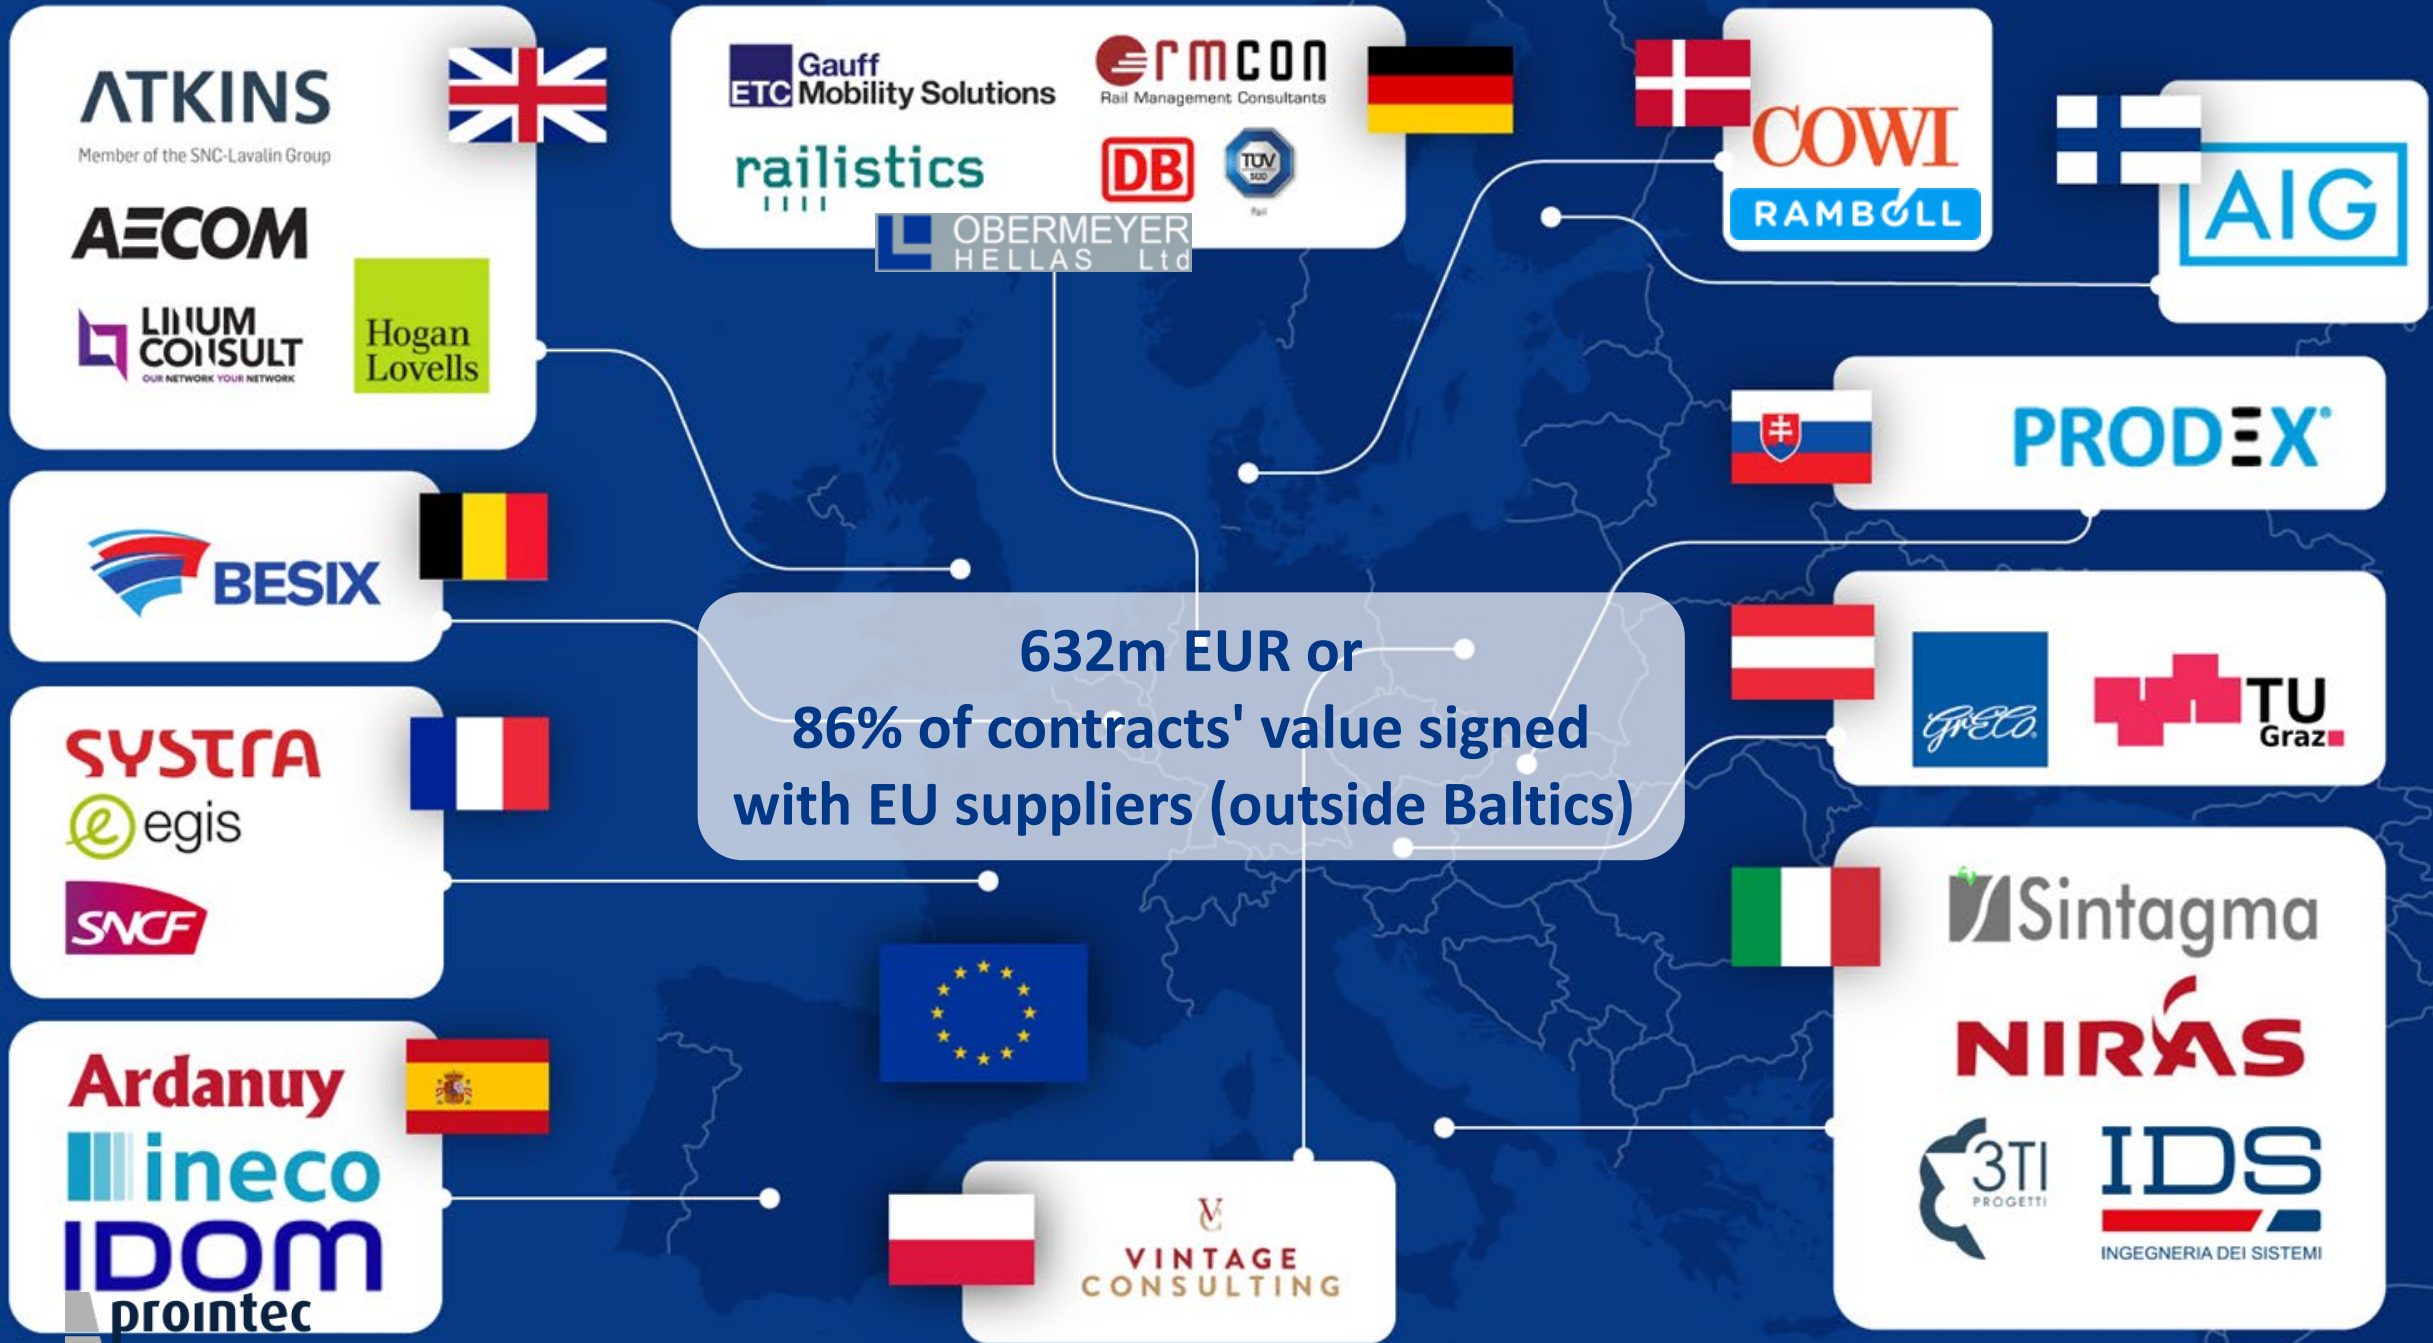 ATKINS
Member of the SNC-Lavalin Group
AECOM
LINUM
CONSULT
OUR NETWORK YOUR NETWORK
Hogan
Lovells
ETC Gauff
Mobility Solutions
rmcon
Rail Management Consultants
railistics
DB
TÜV
SÜD
Rail
OBERMEYER
HELLAS Ltd
COWI
RAMBOLL
AIG
PRODEX®
BESIX
632m EUR or
86% of contracts' value signed
with EU suppliers (outside Baltics)
GrECo
TU
Graz
SYSTRA
e egis
SNCF
Sintagma
NIRAS
3TI
PROGETTI
IDS
INGEGNERIA DEI SISTEMI
Ardanuy
ineco
IDOM
prointec
VC
VINTAGE
CONSULTING